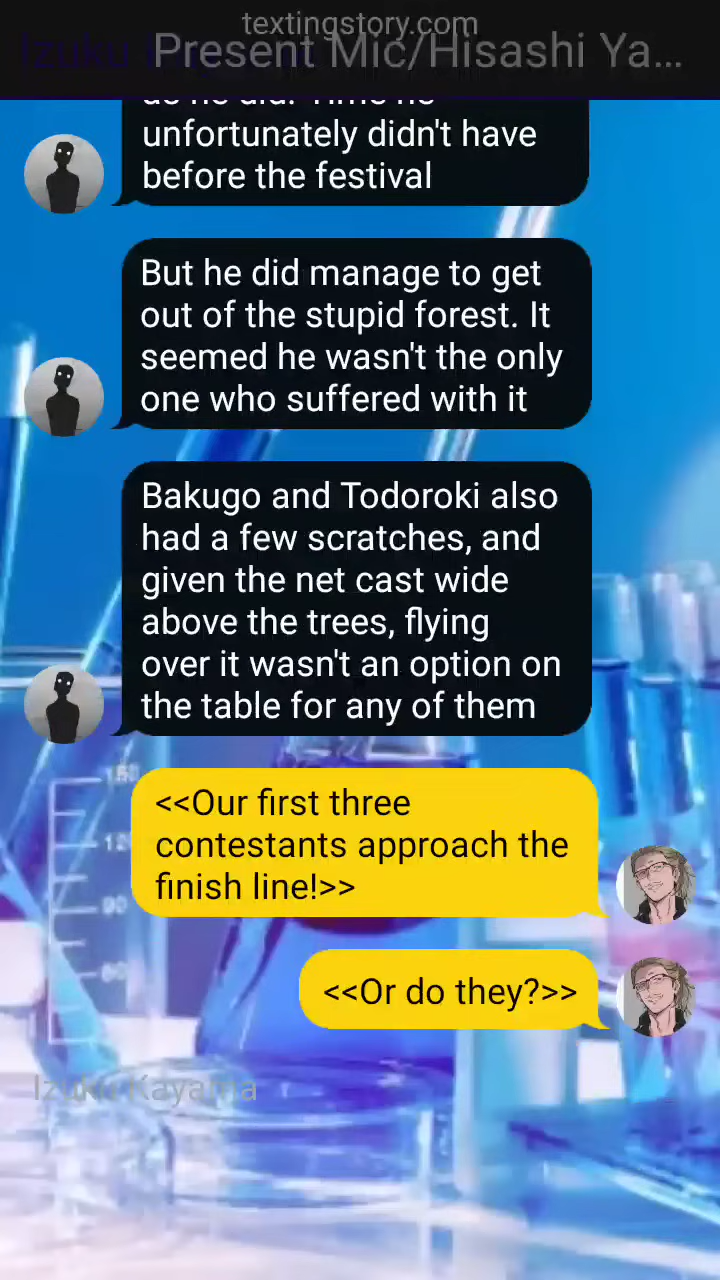 textingstory.com
Izuku
Present Mic/Hisashi Ya...
unfortunately didn't have
before the festival
But he did manage to get
out of the stupid forest. It
seemed he wasn't the only
one who suffered with it
Bakugo and Todoroki also
had a few scratches, and
given the net cast wide
above the trees, flying
over it wasn't an option on
the table for any of them
<<Our first three
contestants approach the
finish line!>>
<<Or do they?>>
Izuku Kayama